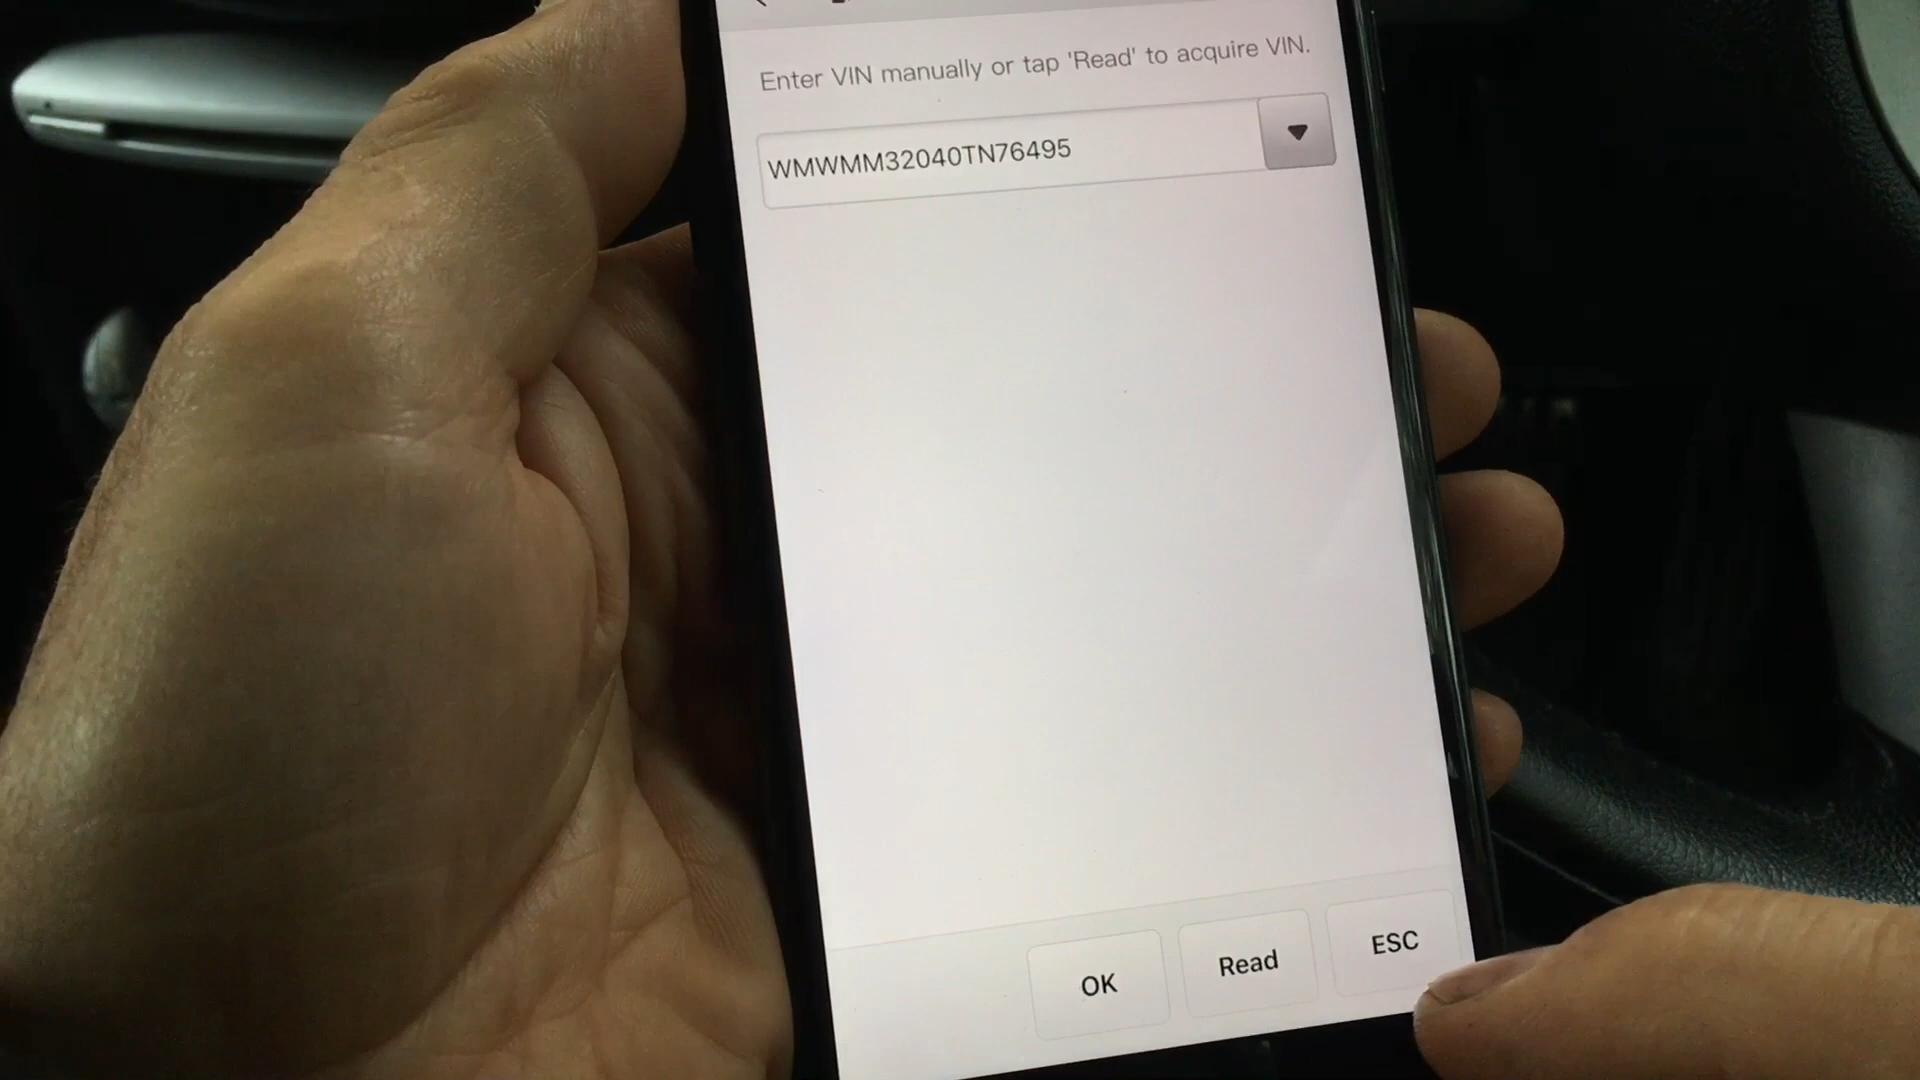 Enter VIN manually or tap 'Read' to acquire VIN.
WMWMM32040TN76495
OK
Read
ESC